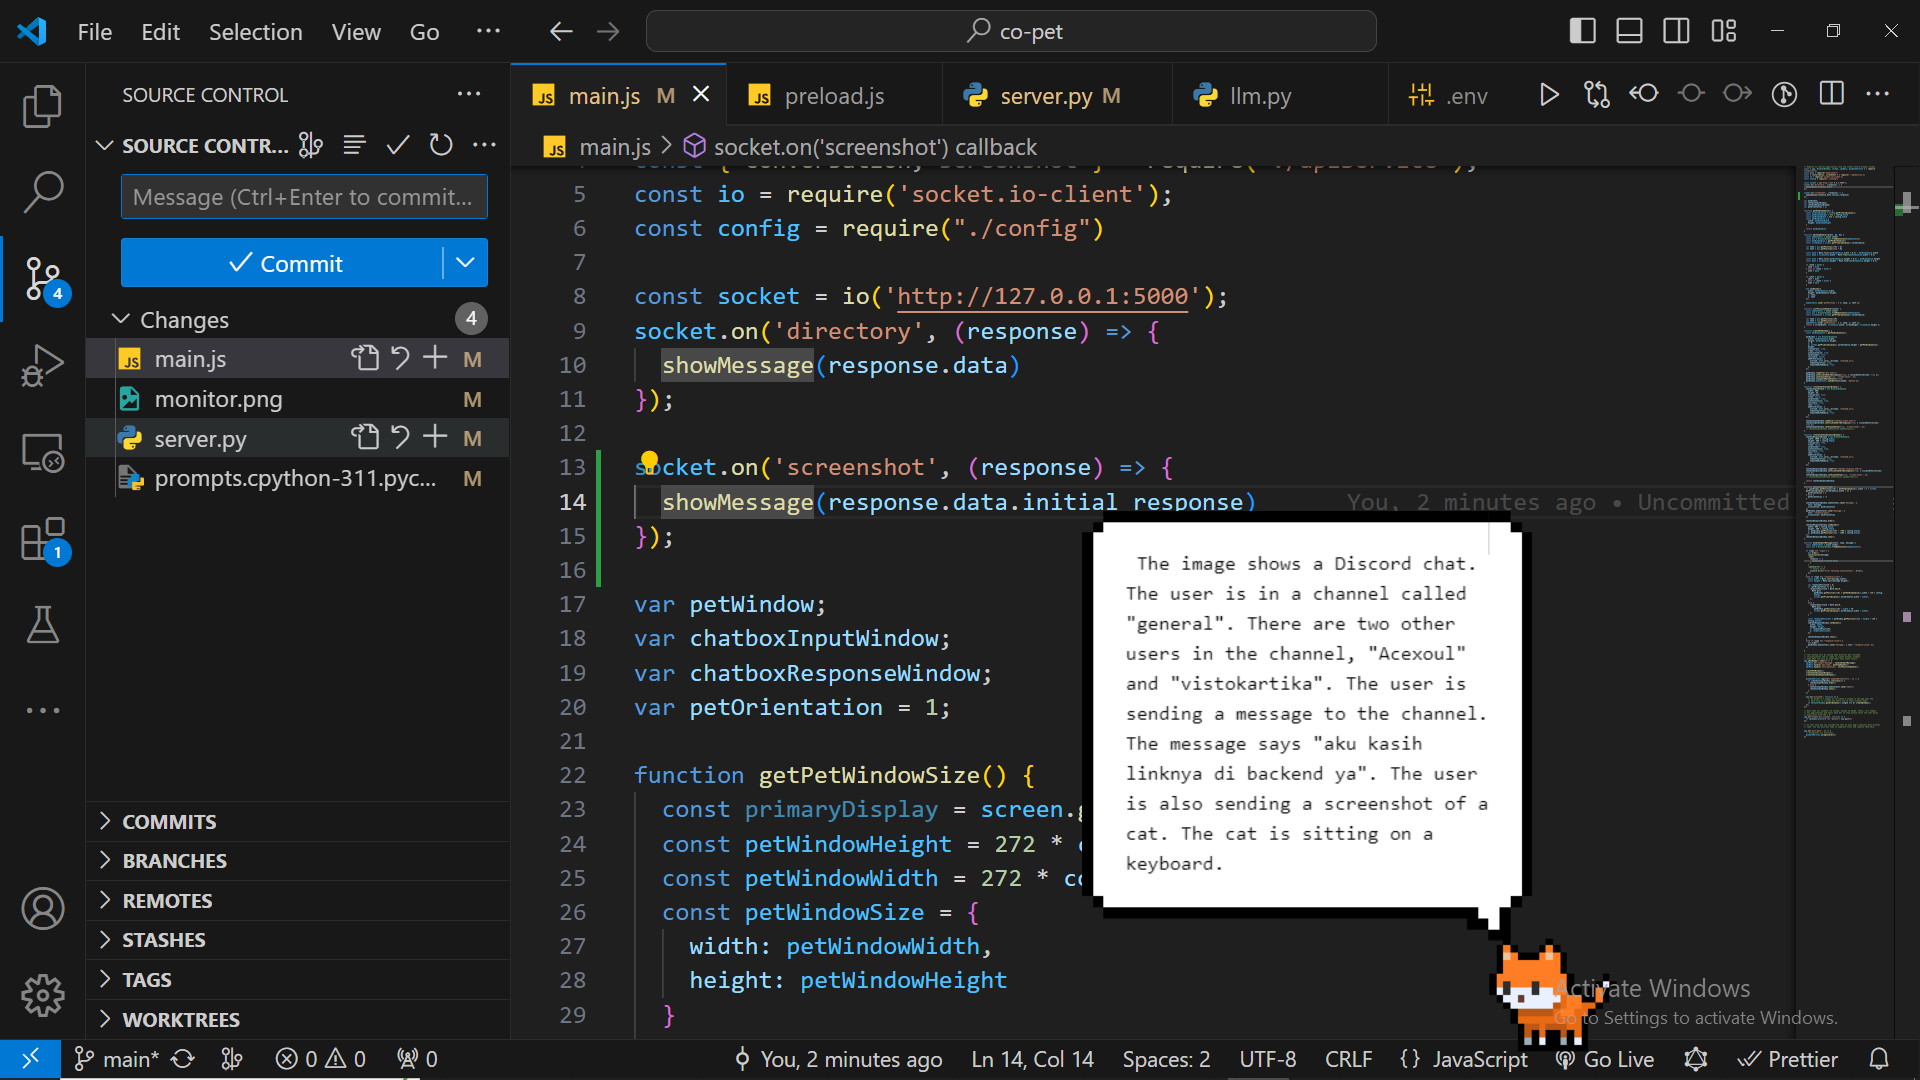 File Edit Selection View Go ··· co-pet
SOURCE CONTROL
main.js M
preload.js
server.py M
llm.py
.env
SOURCE CONTR...
main.js > socket.on('screenshot') callback
Message (Ctrl+Enter to commit...
Commit
Changes 4
main.js M
monitor.png M
server.py M
prompts.cpython-311.pyc... M
4
1
COMMITS
BRANCHES
REMOTES
STASHES
TAGS
WORKTREES
5 const io = require('socket.io-client');
6 const config = require("./config")
7
8 const socket = io('http://127.0.0.1:5000');
9 socket.on('directory', (response) => {
10 showMessage(response.data)
11 });
12
13 socket.on('screenshot', (response) => {
14 showMessage(response.data.initial_response) You, 2 minutes ago • Uncommitted
15 });
16
17 var petWindow;
18 var chatboxInputWindow;
19 var chatboxResponseWindow;
20 var petOrientation = 1;
21
22 function getPetWindowSize() {
23 const primaryDisplay = screen.g
24 const petWindowHeight = 272 * c
25 const petWindowWidth = 272 * co
26 const petWindowSize = {
27 width: petWindowWidth,
28 height: petWindowHeight
29 }
The image shows a Discord chat.
The user is in a channel called
"general". There are two other
users in the channel, "Acexoul"
and "vistokartika". The user is
sending a message to the channel.
The message says "aku kasih
linknya di backend ya". The user
is also sending a screenshot of a
cat. The cat is sitting on a
keyboard.
Activate Windows
Go to Settings to activate Windows.
main* 0 0 0 You, 2 minutes ago Ln 14, Col 14 Spaces: 2 UTF-8 CRLF {} JavaScript Go Live Prettier